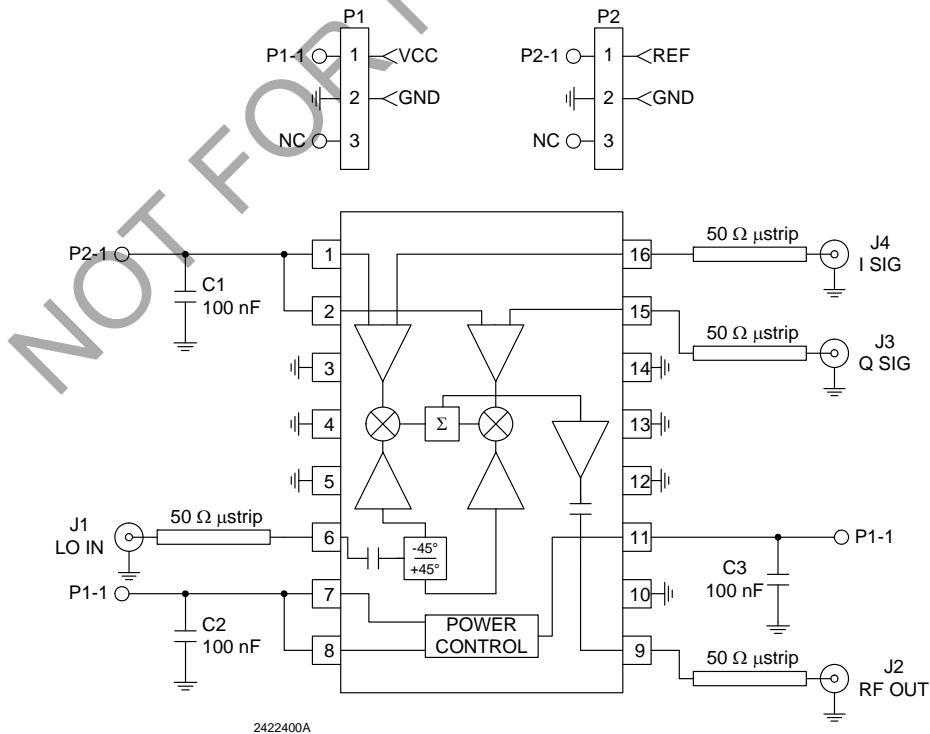 P1
P2
P1-1
1
VCC
P2-1
1
REF
2
GND
2
GND
NC
3
NC
3
P2-1
C1
100 nF
1
2
3
4
5
6
7
8
16
15
14
13
12
11
10
9
50 Ω µstrip
J4
I SIG
50 Ω µstrip
J3
Q SIG
Σ
J1
LO IN
50 Ω µstrip
-45°
+45°
P1-1
C3
100 nF
P1-1
C2
100 nF
POWER
CONTROL
50 Ω µstrip
J2
RF OUT
2422400A
NOT FOR